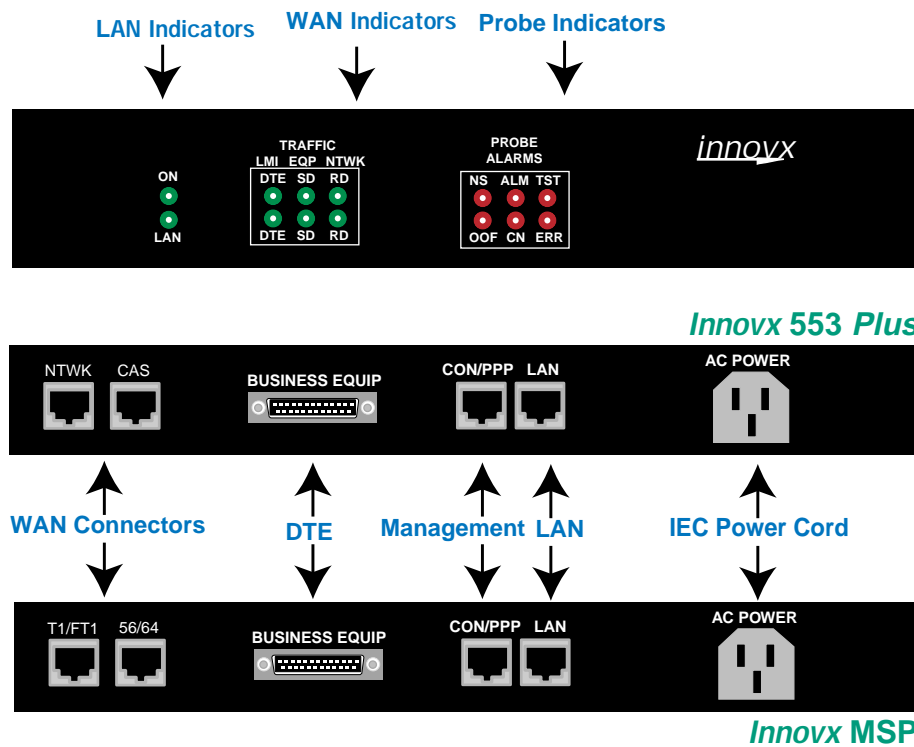 LAN Indicators WAN Indicators Probe Indicators
innovx
TRAFFIC
LMI EQP NTWK
DTE SD RD
DTE SD RD
ON
LAN
PROBE
ALARMS
NS ALM TST
OOF CN ERR
Innovx 553 Plus
NTWK CAS
BUSINESS EQUIP
CON/PPP LAN
AC POWER
WAN Connectors DTE Management LAN IEC Power Cord
T1/FT1 56/64
BUSINESS EQUIP
CON/PPP LAN
AC POWER
Innovx MSP